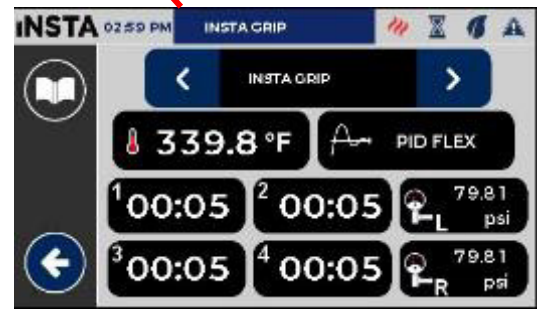 INSTA 02:59 PM INSTA GRIP
< INSTA GRIP >
339.8 °F PID FLEX
1 00:05 2 00:05 L 79.81 psi
3 00:05 4 00:05 R 79.81 psi